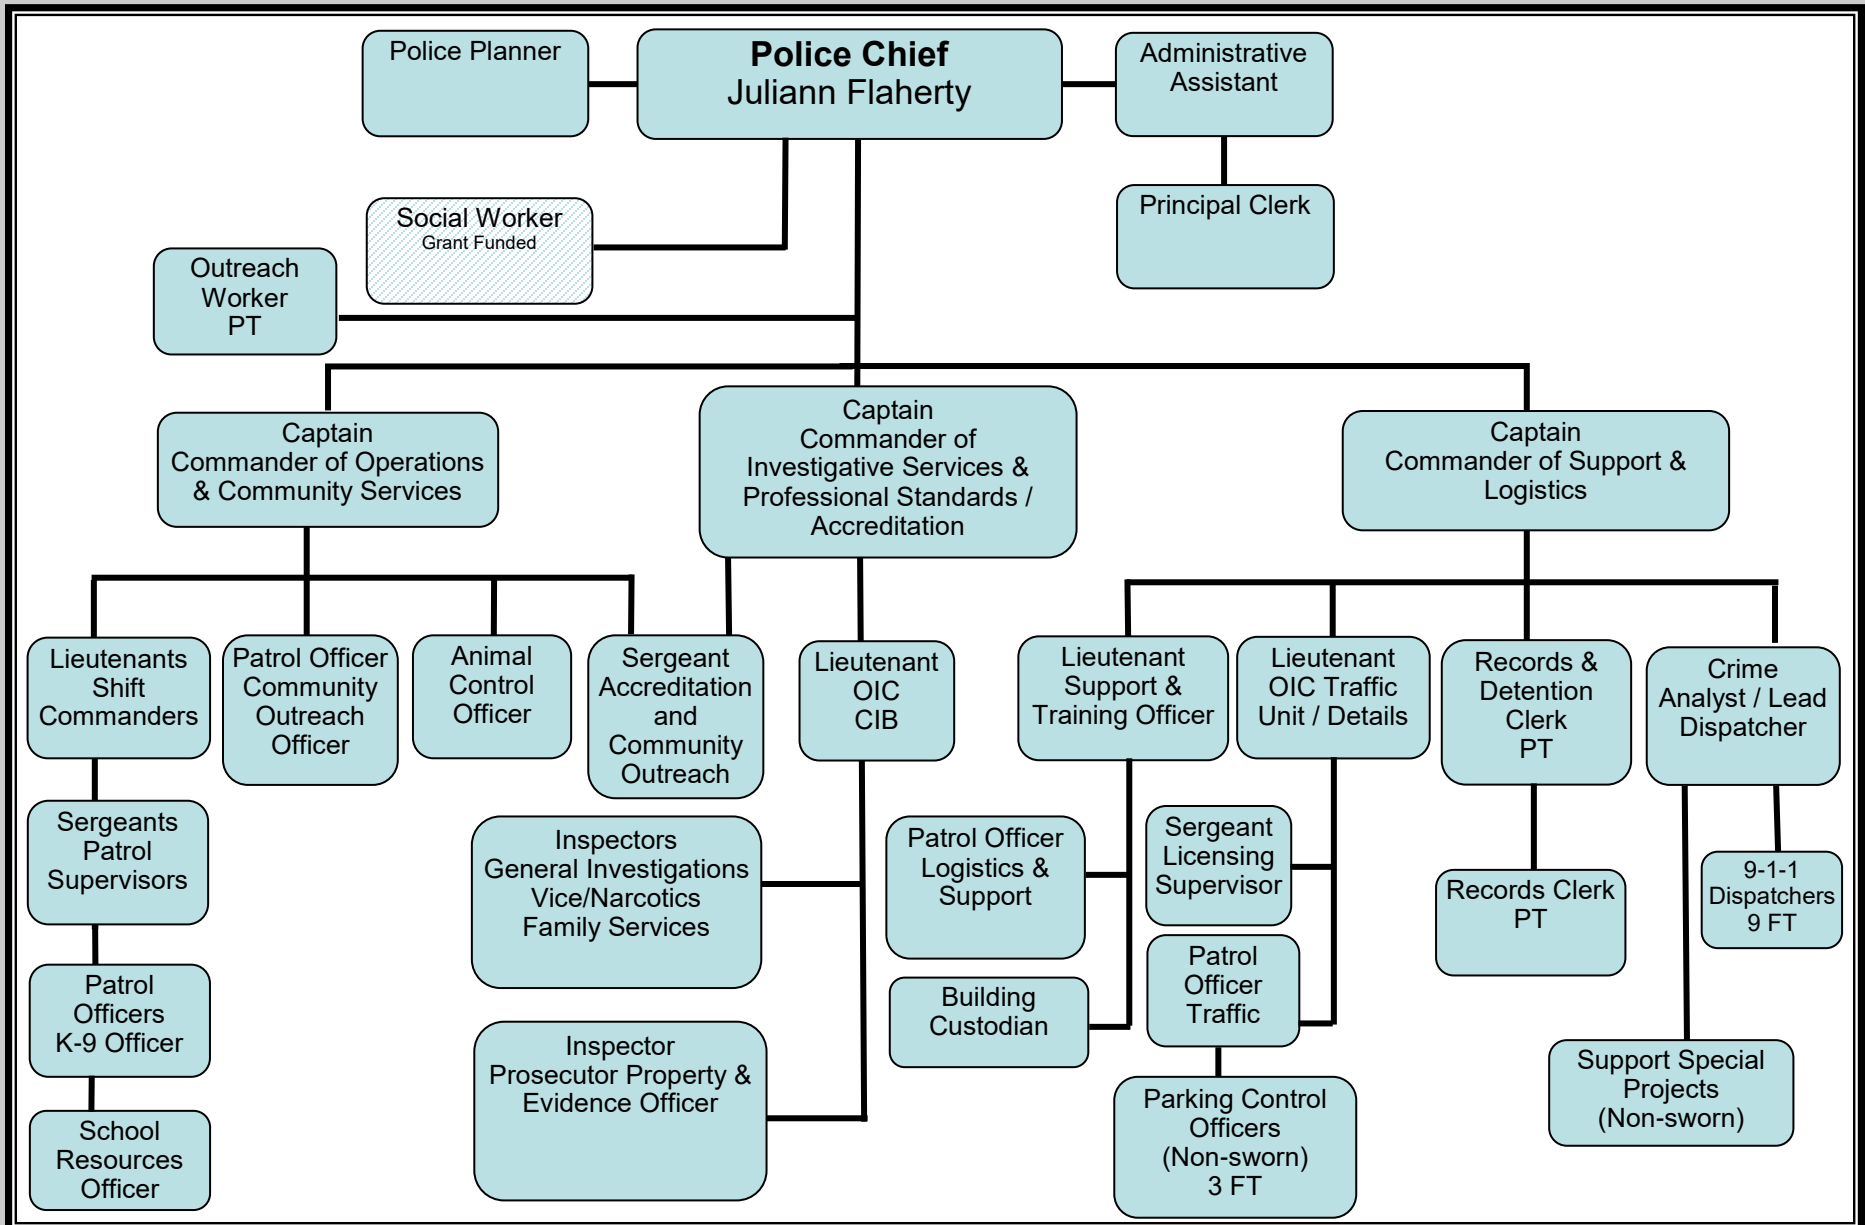 Police Planner
Police Chief
Juliann Flaherty
Administrative
Assistant
Principal Clerk
Social Worker
Grant Funded
Outreach
Worker
PT
Captain
Commander of Operations
& Community Services
Captain
Commander of
Investigative Services &
Professional Standards /
Accreditation
Captain
Commander of Support &
Logistics
Lieutenants
Shift
Commanders
Patrol Officer
Community
Outreach
Officer
Animal
Control
Officer
Sergeant
Accreditation
and
Community
Outreach
Lieutenant
OIC
CIB
Lieutenant
Support &
Training Officer
Lieutenant
OIC Traffic
Unit / Details
Records &
Detention
Clerk
PT
Crime
Analyst / Lead
Dispatcher
Sergeants
Patrol
Supervisors
Inspectors
General Investigations
Vice/Narcotics
Family Services
Patrol Officer
Logistics &
Support
Sergeant
Licensing
Supervisor
Records Clerk
PT
9-1-1
Dispatchers
9 FT
Patrol
Officers
K-9 Officer
Building
Custodian
Patrol
Officer
Traffic
Inspector
Prosecutor Property &
Evidence Officer
Parking Control
Officers
(Non-sworn)
3 FT
Support Special
Projects
(Non-sworn)
School
Resources
Officer